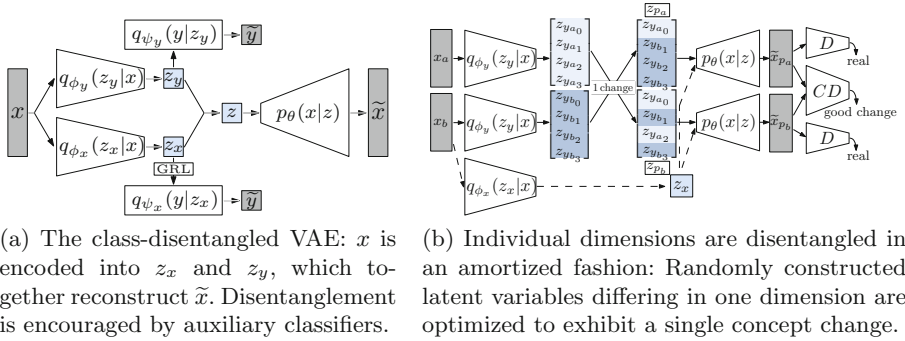 q_{ψ_y}(y|z_y)
ỹ
q_{ϕ_y}(z_y|x)
z_y
x
z
p_θ(x|z)
x̃
q_{ϕ_x}(z_x|x)
z_x
GRL
q_{ψ_x}(y|z_x)
ỹ
x_a
q_{ϕ_y}(z_y|x)
z_{y_{a_0}}
z_{y_{a_1}}
z_{y_{a_2}}
z_{y_{a_3}}
x_b
q_{ϕ_y}(z_y|x)
z_{y_{b_0}}
z_{y_{b_1}}
z_{y_{b_2}}
z_{y_{b_3}}
1 change
z_{p_a}
z_{y_{a_0}}
z_{y_{b_1}}
z_{y_{b_2}}
z_{y_{b_3}}
z_{y_{a_0}}
z_{y_{b_1}}
z_{y_{a_2}}
z_{y_{b_3}}
z_{p_b}
q_{ϕ_x}(z_x|x)
z_x
p_θ(x|z)
x̃_{p_a}
p_θ(x|z)
x̃_{p_b}
D
real
CD
good change
D
real
(a) The class-disentangled VAE: x is
encoded into z_x and z_y, which to-
gether reconstruct x̃. Disentanglement
is encouraged by auxiliary classifiers.
(b) Individual dimensions are disentangled in
an amortized fashion: Randomly constructed
latent variables differing in one dimension are
optimized to exhibit a single concept change.